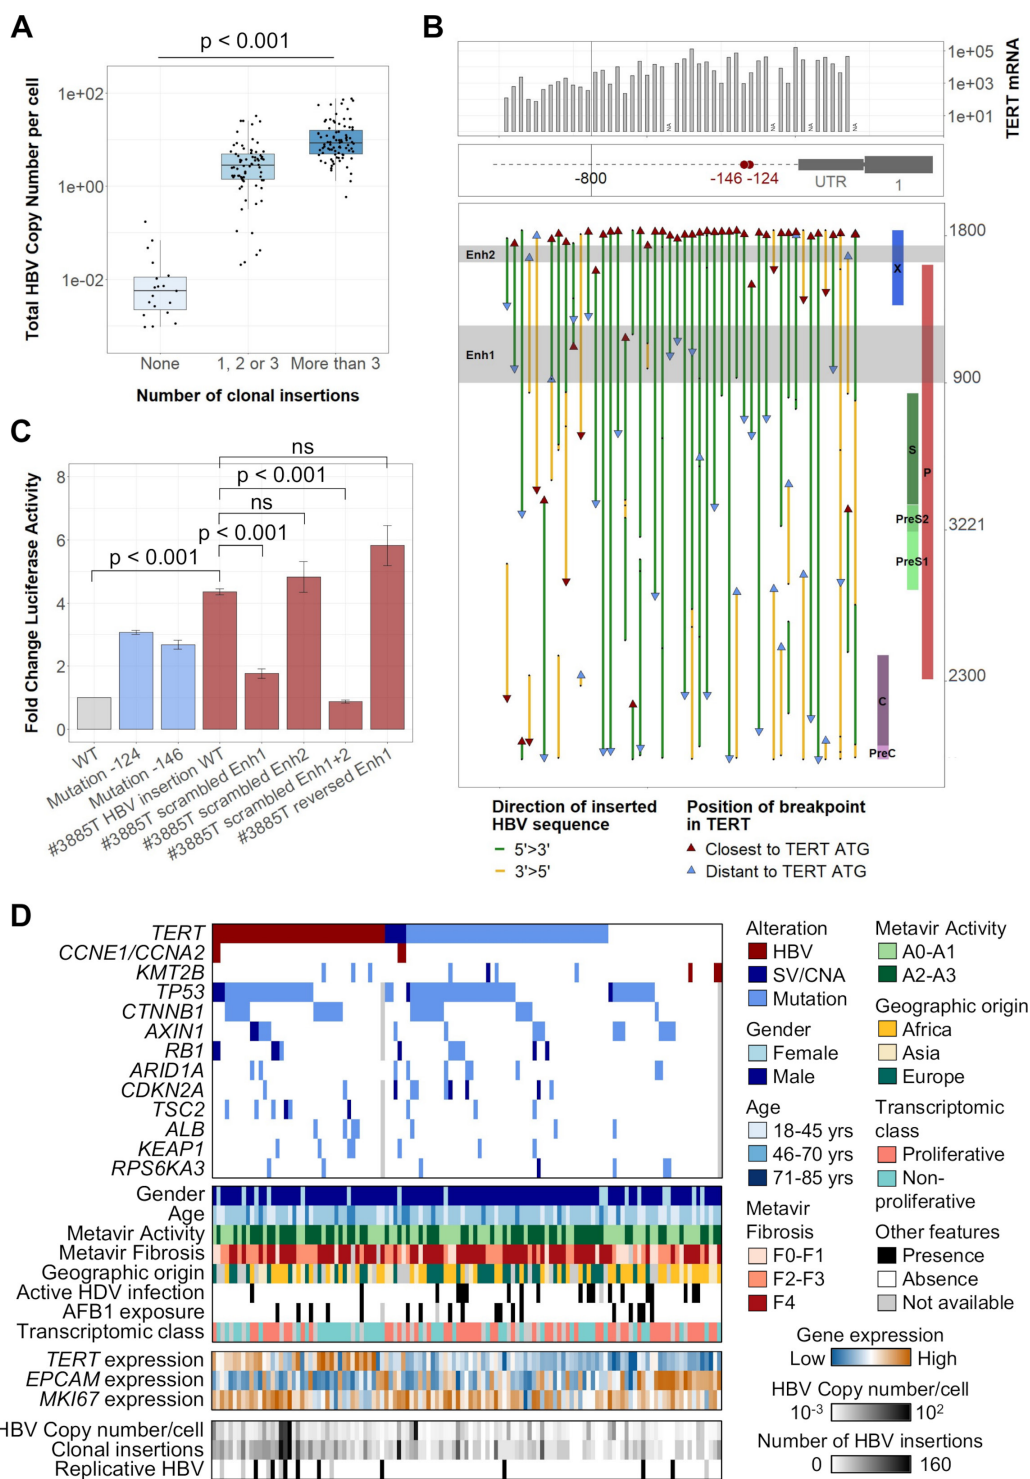 A
p < 0.001
Total HBV Copy Number per cell
1e+02
1e+00
1e-02
None
1, 2 or 3
More than 3
Number of clonal insertions
B
1e+05
1e+03
1e+01
TERT mRNA
NA
NA
NA
NA
-800
-146 -124
UTR
1
Enh2
Enh1
1800
900
3221
2300
X
P
S
PreS2
PreS1
C
PreC
Direction of inserted
HBV sequence
5'>3'
3'>5'
Position of breakpoint
in TERT
Closest to TERT ATG
Distant to TERT ATG
C
Fold Change Luciferase Activity
8
6
4
2
0
ns
p < 0.001
ns
p < 0.001
p < 0.001
WT
Mutation -124
Mutation -146
#3885T HBV insertion WT
#3885T scrambled Enh1
#3885T scrambled Enh2
#3885T scrambled Enh1+2
#3885T reversed Enh1
D
TERT
CCNE1/CCNA2
KMT2B
TP53
CTNNB1
AXIN1
RB1
ARID1A
CDKN2A
TSC2
ALB
KEAP1
RPS6KA3
Gender
Age
Metavir Activity
Metavir Fibrosis
Geographic origin
Active HDV infection
AFB1 exposure
Transcriptomic class
TERT expression
EPCAM expression
MKI67 expression
HBV Copy number/cell
Clonal insertions
Replicative HBV
Alteration
HBV
SV/CNA
Mutation
Gender
Female
Male
Age
18-45 yrs
46-70 yrs
71-85 yrs
Metavir
Fibrosis
F0-F1
F2-F3
F4
Metavir Activity
A0-A1
A2-A3
Geographic origin
Africa
Asia
Europe
Transcriptomic
class
Proliferative
Non-
proliferative
Other features
Presence
Absence
Not available
Gene expression
Low
High
HBV Copy number/cell
10-3
102
Number of HBV insertions
0
160